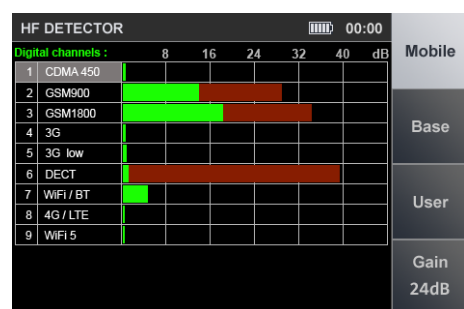 HF DETECTOR 00:00
Digital channels : 8 16 24 32 40 dB
1 CDMA 450
2 GSM900
3 GSM1800
4 3G
5 3G low
6 DECT
7 WiFi / BT
8 4G / LTE
9 WiFi 5
Mobile
Base
User
Gain
24dB